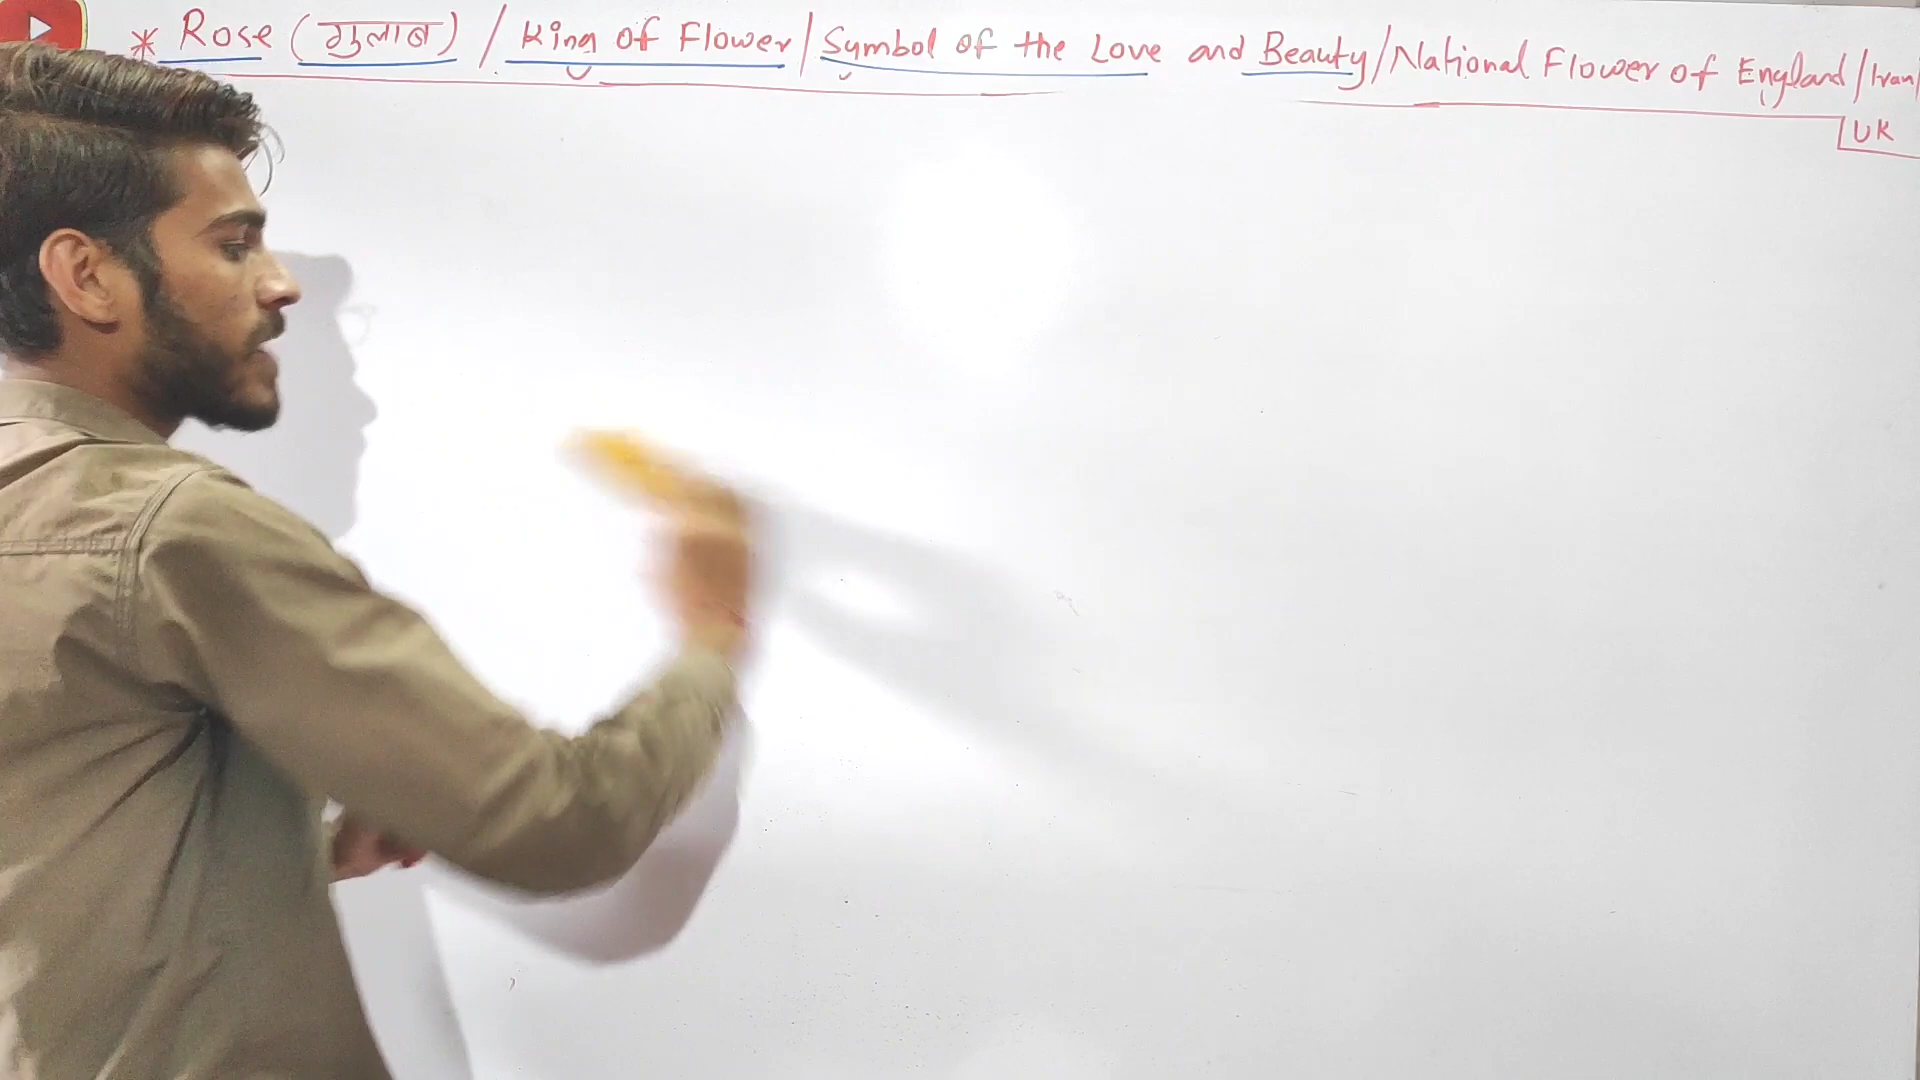 * Rose (गुलाब) / King of Flower / Symbol of the Love and Beauty / National Flower of England / Iran /
UK